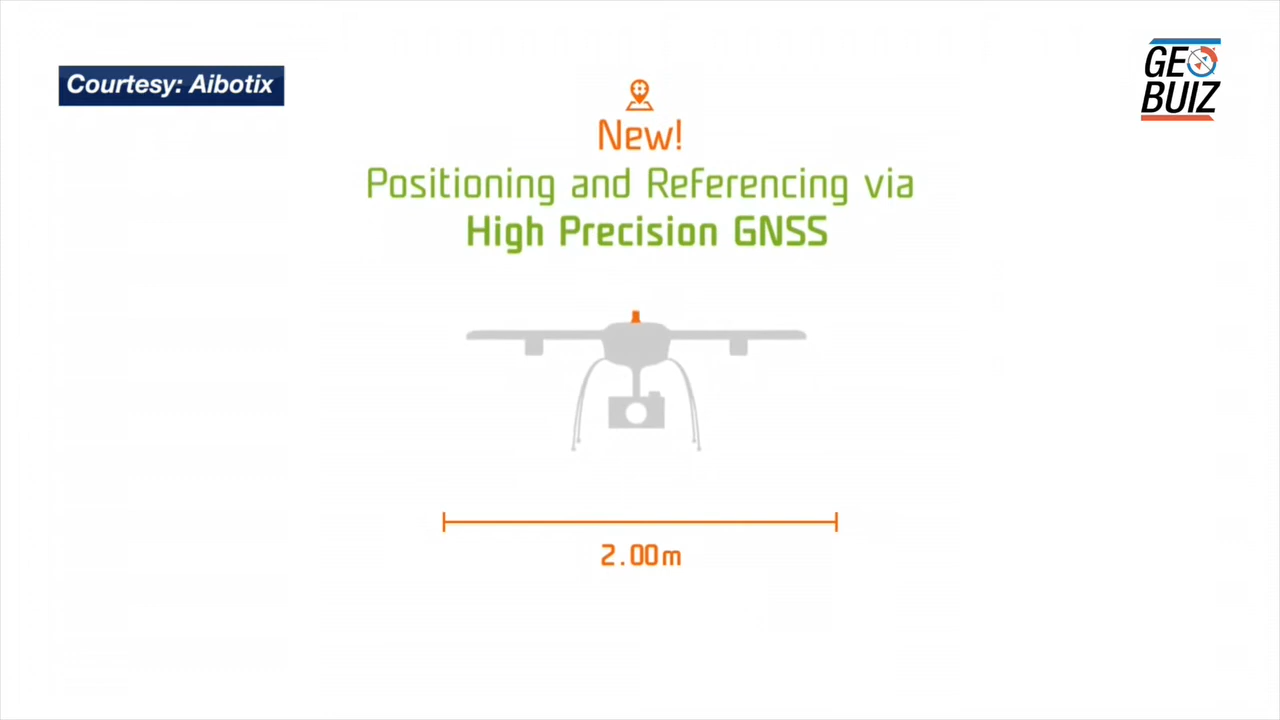 Courtesy: Aibotix
GEO
BUIZ
New!
Positioning and Referencing via
High Precision GNSS
2.00m